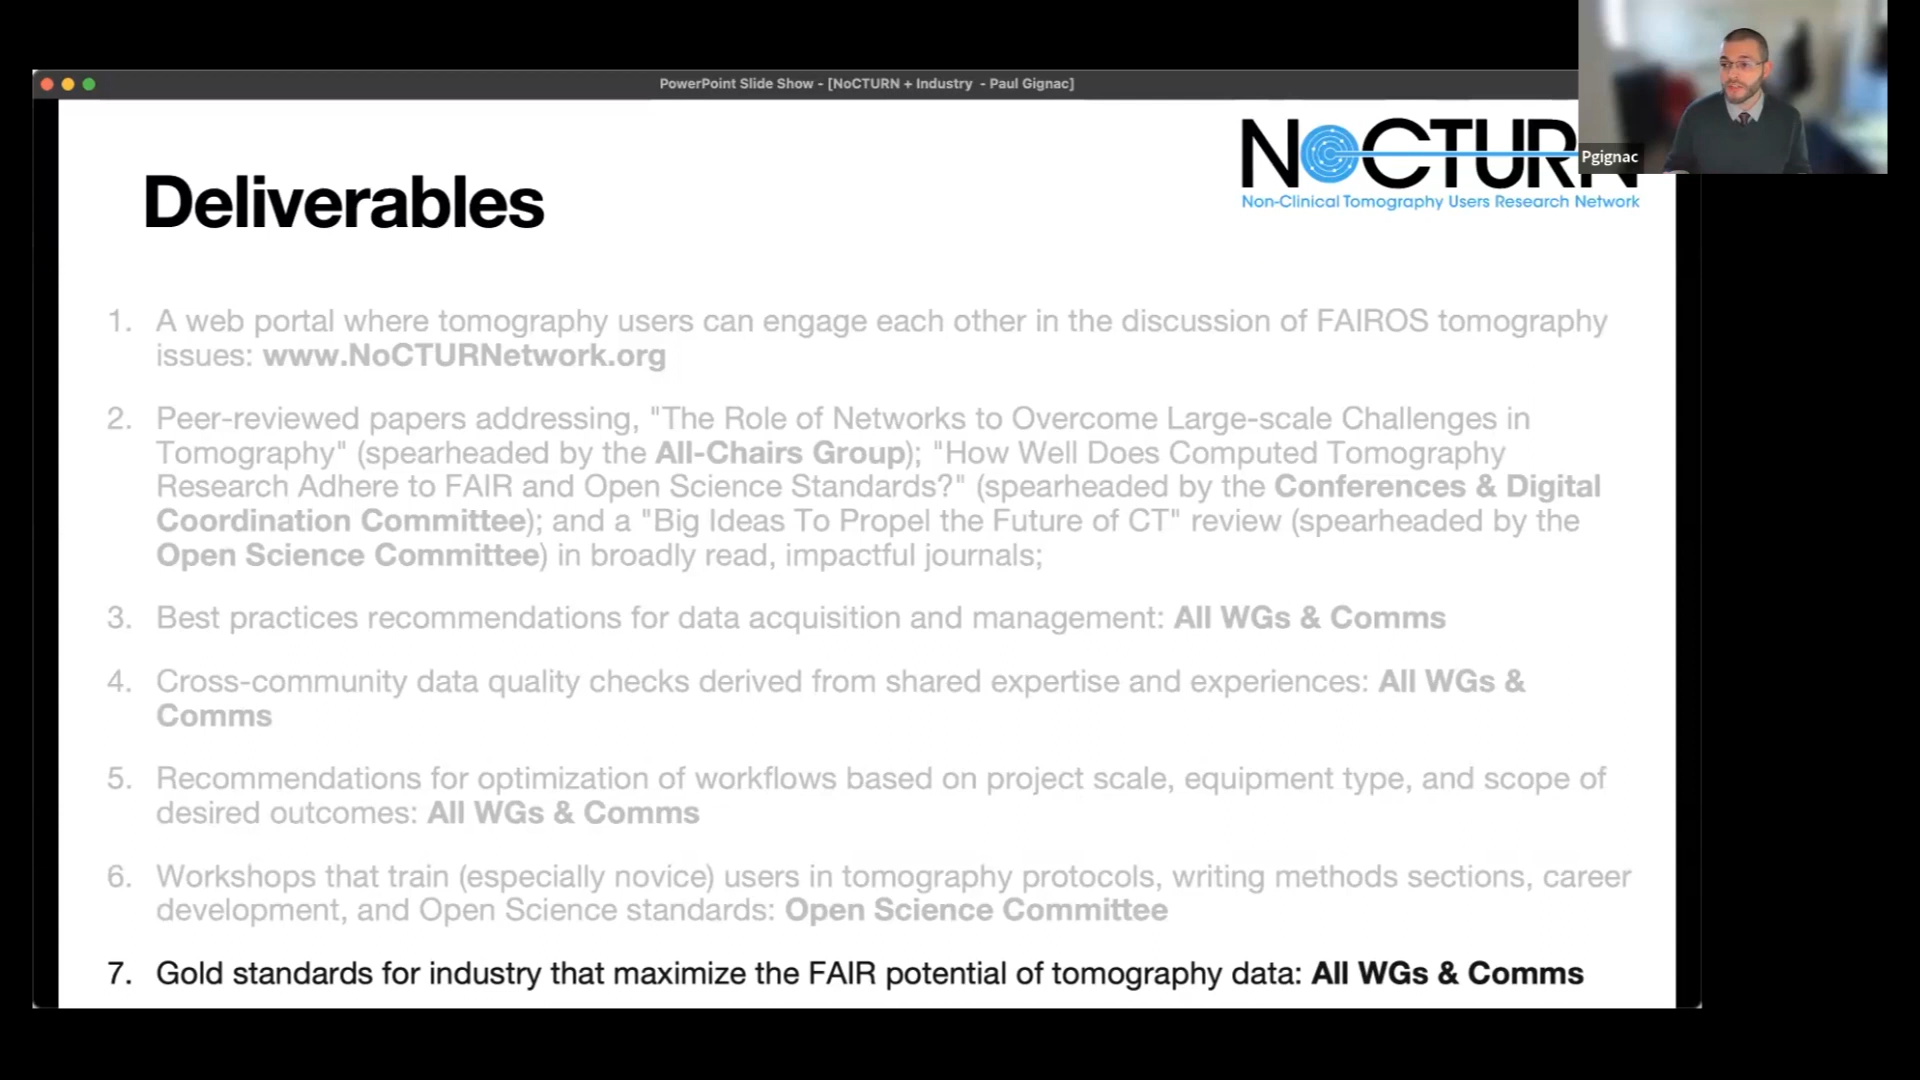 PowerPoint Slide Show - [NoCTURN + Industry - Paul Gignac]
NoCTURN
Pgignac
Non-Clinical Tomography Users Research Network
Deliverables
1. A web portal where tomography users can engage each other in the discussion of FAIROS tomography
issues: www.NoCTURNetwork.org
2. Peer-reviewed papers addressing, "The Role of Networks to Overcome Large-scale Challenges in
Tomography" (spearheaded by the All-Chairs Group); "How Well Does Computed Tomography
Research Adhere to FAIR and Open Science Standards?" (spearheaded by the Conferences & Digital
Coordination Committee); and a "Big Ideas To Propel the Future of CT" review (spearheaded by the
Open Science Committee) in broadly read, impactful journals;
3. Best practices recommendations for data acquisition and management: All WGs & Comms
4. Cross-community data quality checks derived from shared expertise and experiences: All WGs &
Comms
5. Recommendations for optimization of workflows based on project scale, equipment type, and scope of
desired outcomes: All WGs & Comms
6. Workshops that train (especially novice) users in tomography protocols, writing methods sections, career
development, and Open Science standards: Open Science Committee
7. Gold standards for industry that maximize the FAIR potential of tomography data: All WGs & Comms